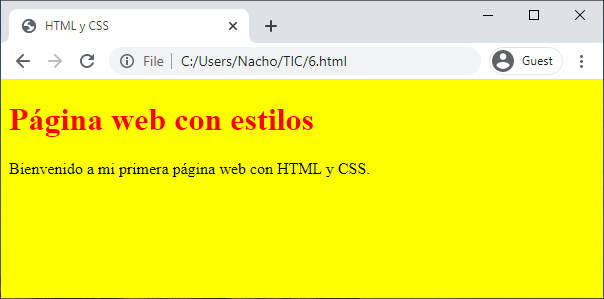 HTML y CSS
File C:/Users/Nacho/TIC/6.html Guest
Página web con estilos
Bienvenido a mi primera página web con HTML y CSS.